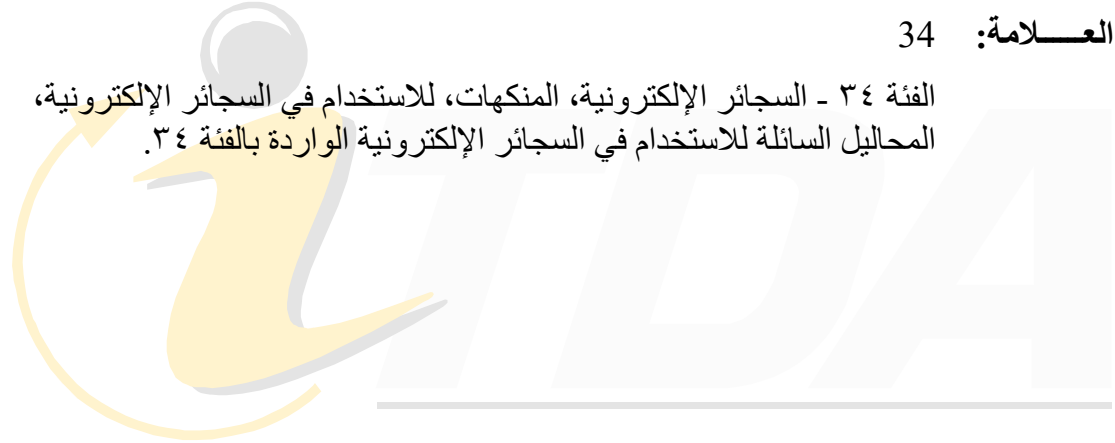 العـــــلامة: 34
الفئة ٣٤ - السجائر الإلكترونية، المنكهات، للاستخدام في السجائر الإلكترونية،
المحاليل السائلة للاستخدام في السجائر الإلكترونية الواردة بالفئة ٣٤.
iTDA